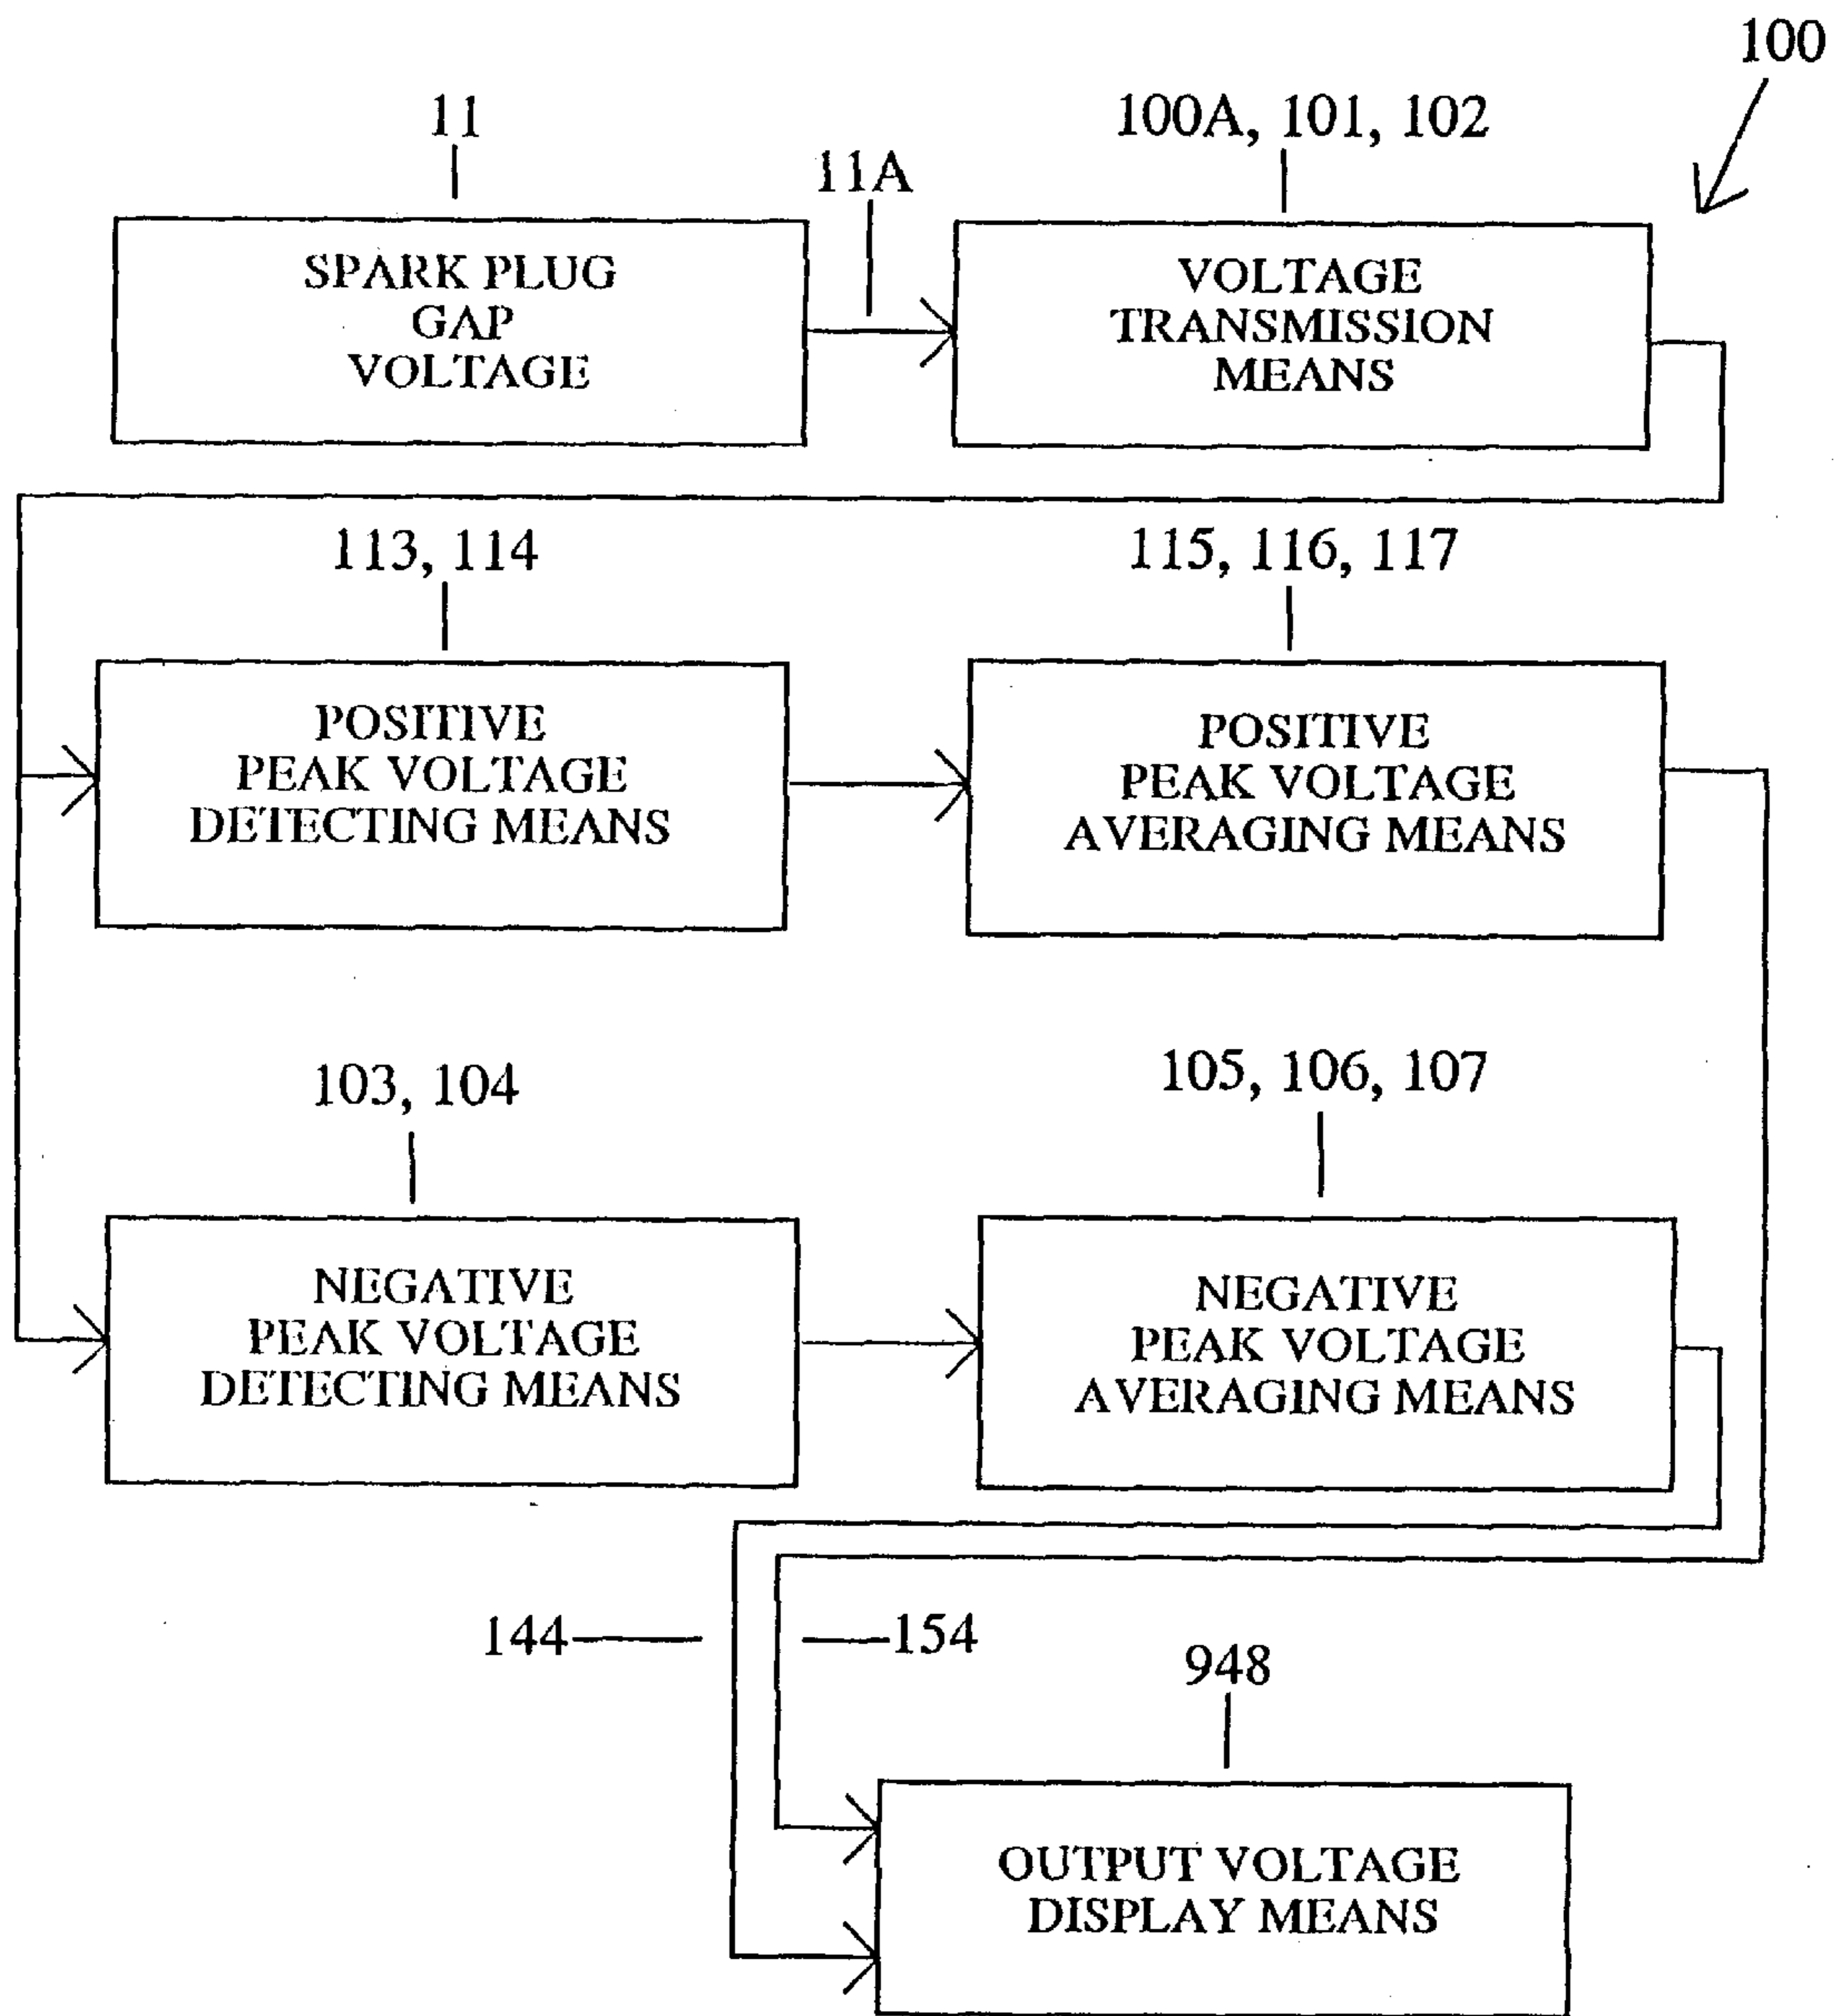 100
11
100A, 101, 102
11A
SPARK PLUG
GAP
VOLTAGE
VOLTAGE
TRANSMISSION
MEANS
113, 114
115, 116, 117
POSITIVE
PEAK VOLTAGE
DETECTING MEANS
POSITIVE
PEAK VOLTAGE
AVERAGING MEANS
103, 104
105, 106, 107
NEGATIVE
PEAK VOLTAGE
DETECTING MEANS
NEGATIVE
PEAK VOLTAGE
AVERAGING MEANS
144
154
948
OUTPUT VOLTAGE
DISPLAY MEANS